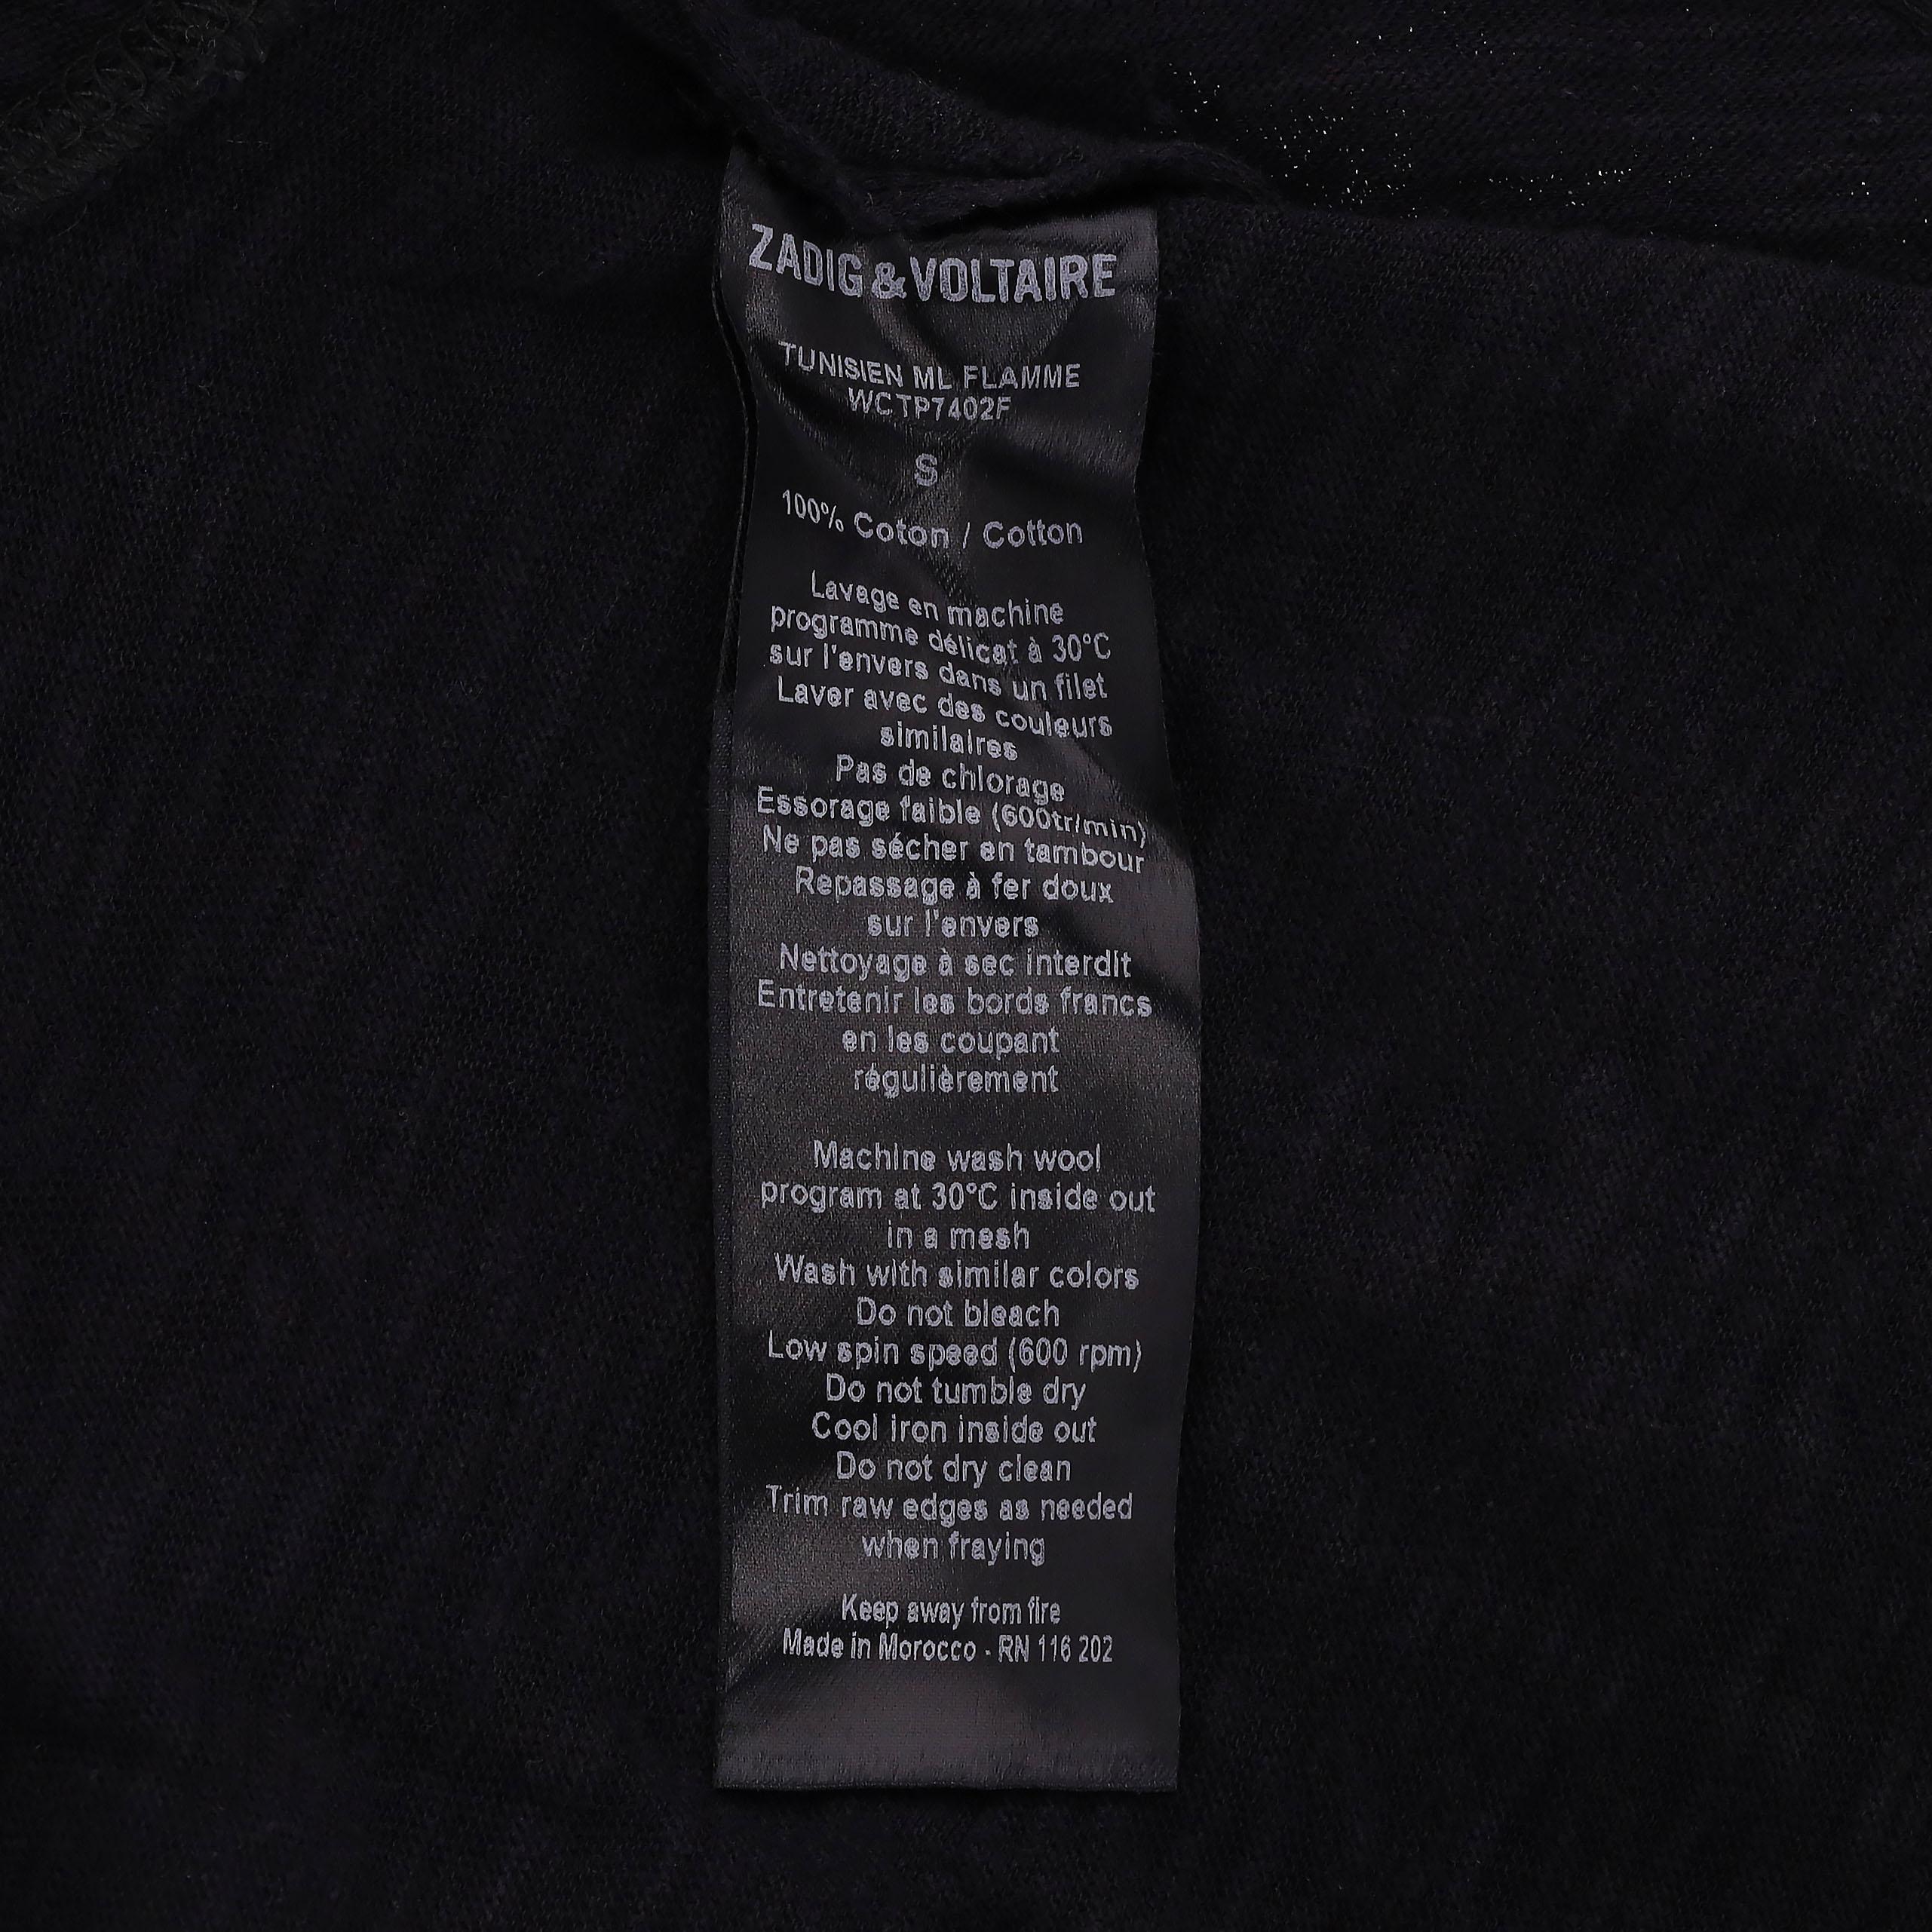 ZADIG & VOLTAIRE
TUNISIEN ML FLAMME
WCTP7402F
S
100% Coton / Cotton
Lavage en machine
programme délicat à 30°C
sur l'envers dans un filet
Laver avec des couleurs
similaires
Pas de chlorage
Essorage faible (600tr/min)
Ne pas sécher en tambour
Repassage à fer doux
sur l'envers
Nettoyage à sec interdit
Entretenir les bords francs
en les coupant
régulièrement
Machine wash wool
program at 30°C inside out
in a mesh
Wash with similar colors
Do not bleach
Low spin speed (600 rpm)
Do not tumble dry
Cool iron inside out
Do not dry clean
Trim raw edges as needed
when fraying
Keep away from fire
Made in Morocco - RN 116 202